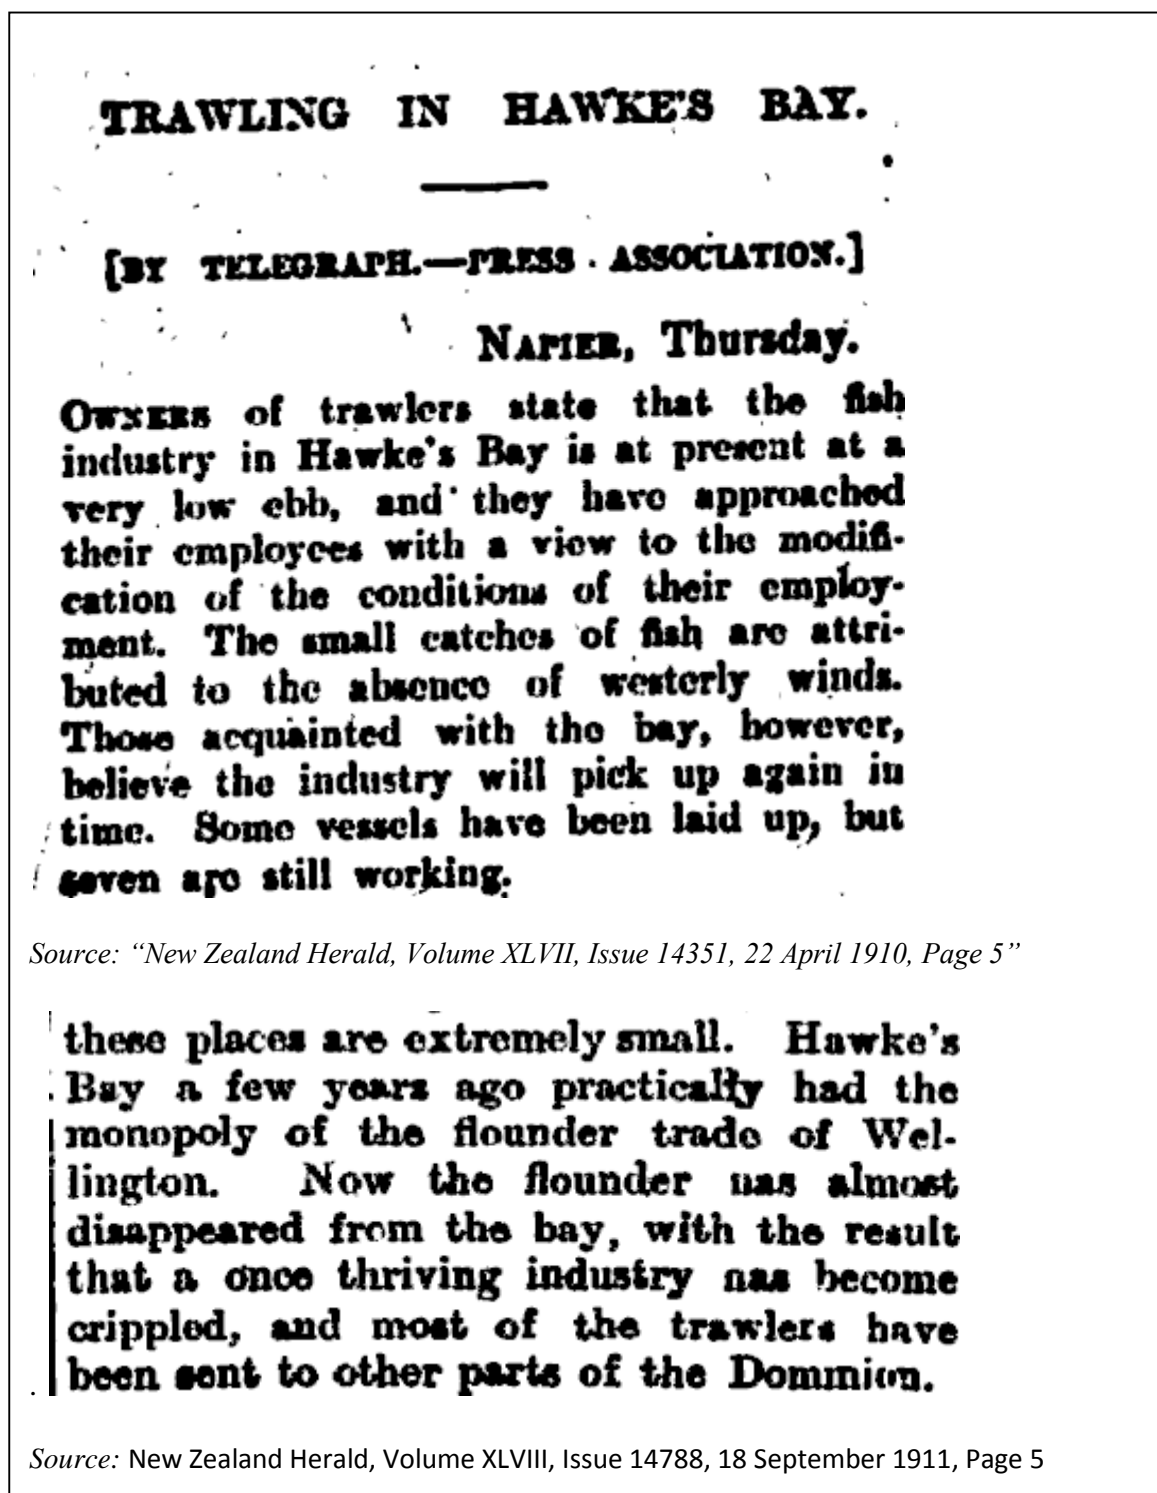 TRAWLING IN HAWKE'S BAY.
[BY TELEGRAPH.—PRESS ASSOCIATION.]
NAPIER, Thursday.
OWNERS of trawlers state that the fish
industry in Hawke's Bay is at present at a
very low ebb, and they have approached
their employees with a view to the modifi-
cation of the conditions of their employ-
ment. The small catches of fish are attri-
buted to the absence of westerly winds.
Those acquainted with the bay, however,
believe the industry will pick up again in
time. Some vessels have been laid up, but
seven are still working.
Source: “New Zealand Herald, Volume XLVII, Issue 14351, 22 April 1910, Page 5”
these places are extremely small. Hawke's
Bay a few years ago practically had the
monopoly of the flounder trade of Wel-
lington. Now the flounder has almost
disappeared from the bay, with the result
that a once thriving industry has become
crippled, and most of the trawlers have
been sent to other parts of the Dominion.
Source: New Zealand Herald, Volume XLVIII, Issue 14788, 18 September 1911, Page 5